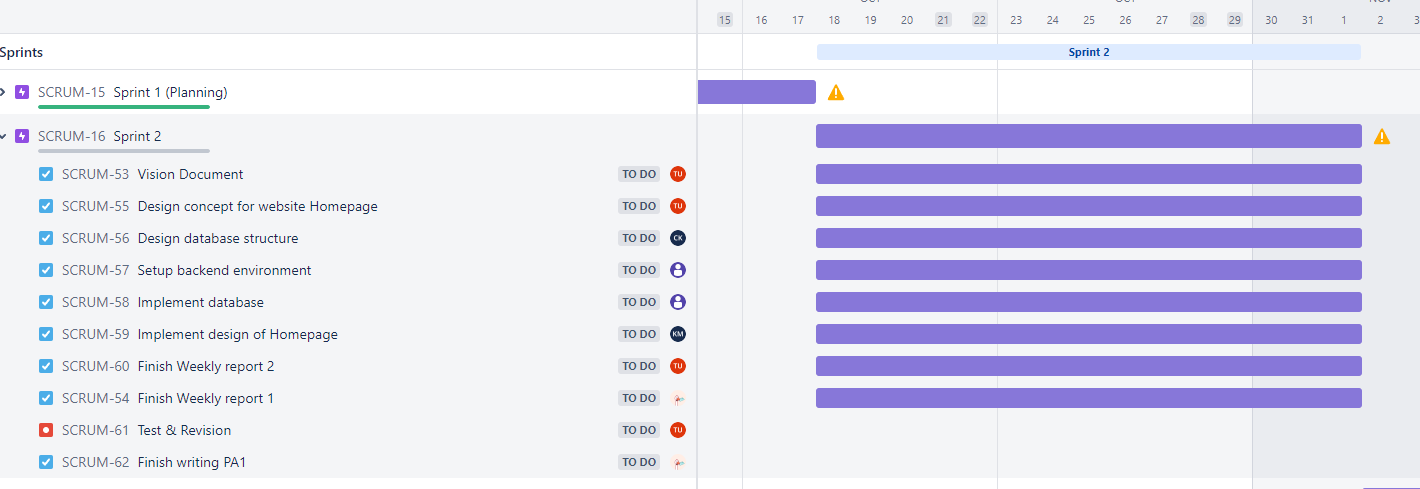 15 16 17 18 19 20 21 22 23 24 25 26 27 28 29 30 31 1 2
Sprints Sprint 2
SCRUM-15 Sprint 1 (Planning)
SCRUM-16 Sprint 2
SCRUM-53 Vision Document TO DO TU
SCRUM-55 Design concept for website Homepage TO DO TU
SCRUM-56 Design database structure TO DO CK
SCRUM-57 Setup backend environment TO DO
SCRUM-58 Implement database TO DO
SCRUM-59 Implement design of Homepage TO DO KM
SCRUM-60 Finish Weekly report 2 TO DO TU
SCRUM-54 Finish Weekly report 1 TO DO
SCRUM-61 Test & Revision TO DO TU
SCRUM-62 Finish writing PA1 TO DO